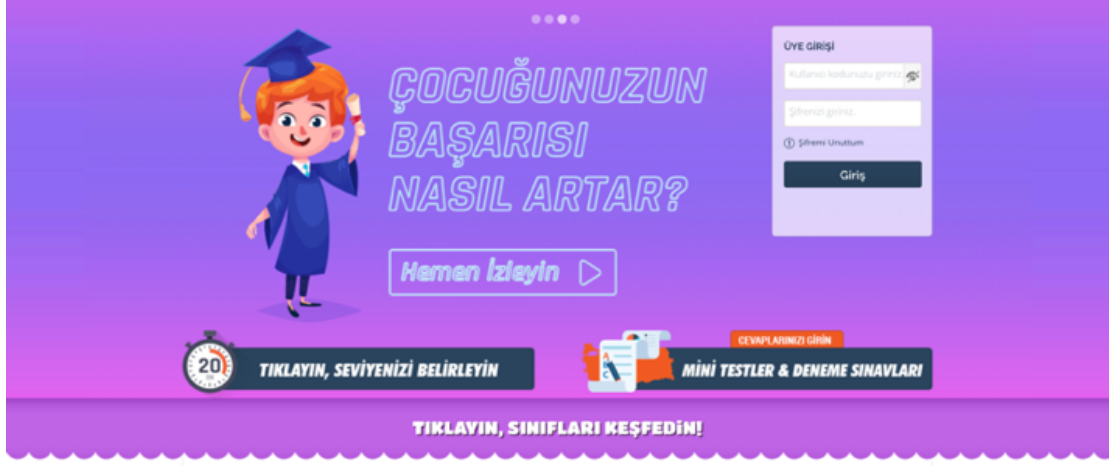 ÇOCUĞUNUZUN
BAŞARISI
NASIL ARTAR?
Hemen İzleyin
ÜYE GİRİŞİ
Kullanıcı kodunuzu giriniz
Şifrenizi giriniz.
Şifremi Unuttum
Giriş
20
TIKLAYIN, SEVİYENİZİ BELİRLEYİN
A
B
C
CEVAPLARINIZI GİRİN
MİNİ TESTLER & DENEME SINAVLARI
TIKLAYIN, SINIFLARI KEŞFEDİN!